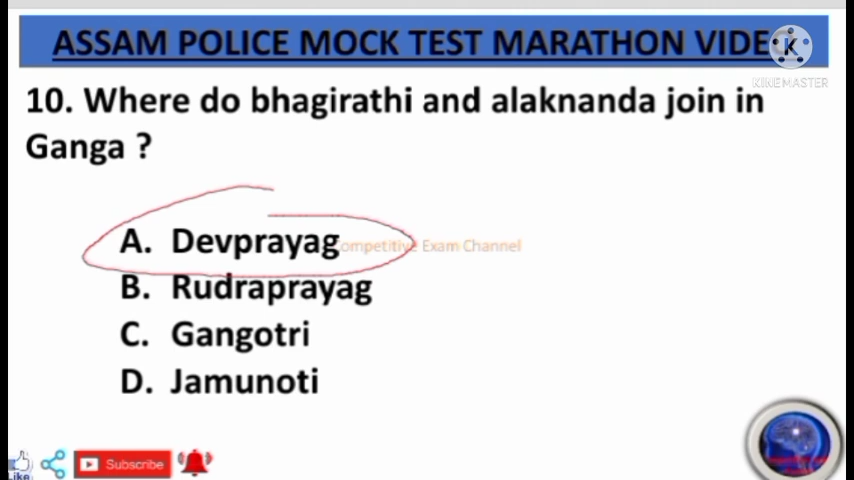 ASSAM POLICE MOCK TEST MARATHON VIDE
K
KINEMASTER
10. Where do bhagirathi and alaknanda join in
Ganga ?
A. Devprayag
Competitive Exam Channel
B. Rudraprayag
C. Gangotri
D. Jamunoti
Like
Subscribe